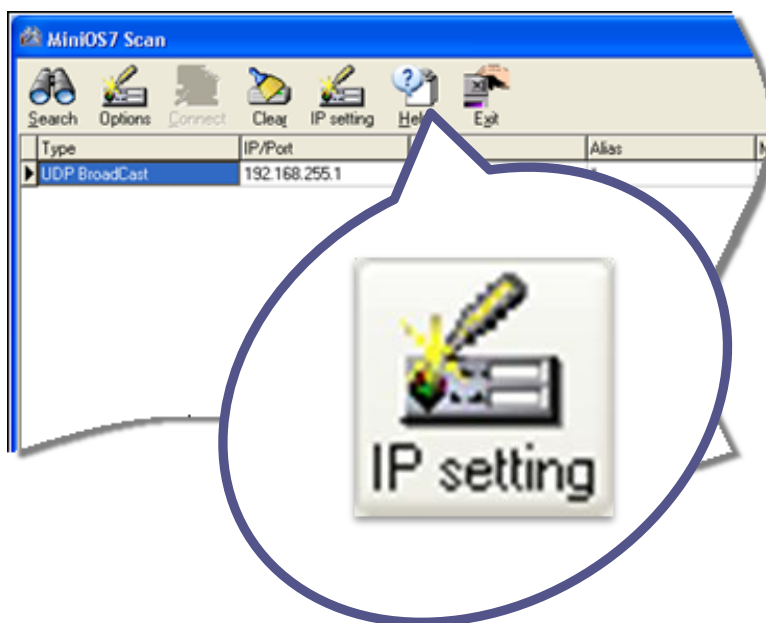 MiniOS7 Scan
Search Options Connect Clear IP setting Hel Exit
Type IP/Port Alias
UDP BroadCast 192.168.255.1
IP setting